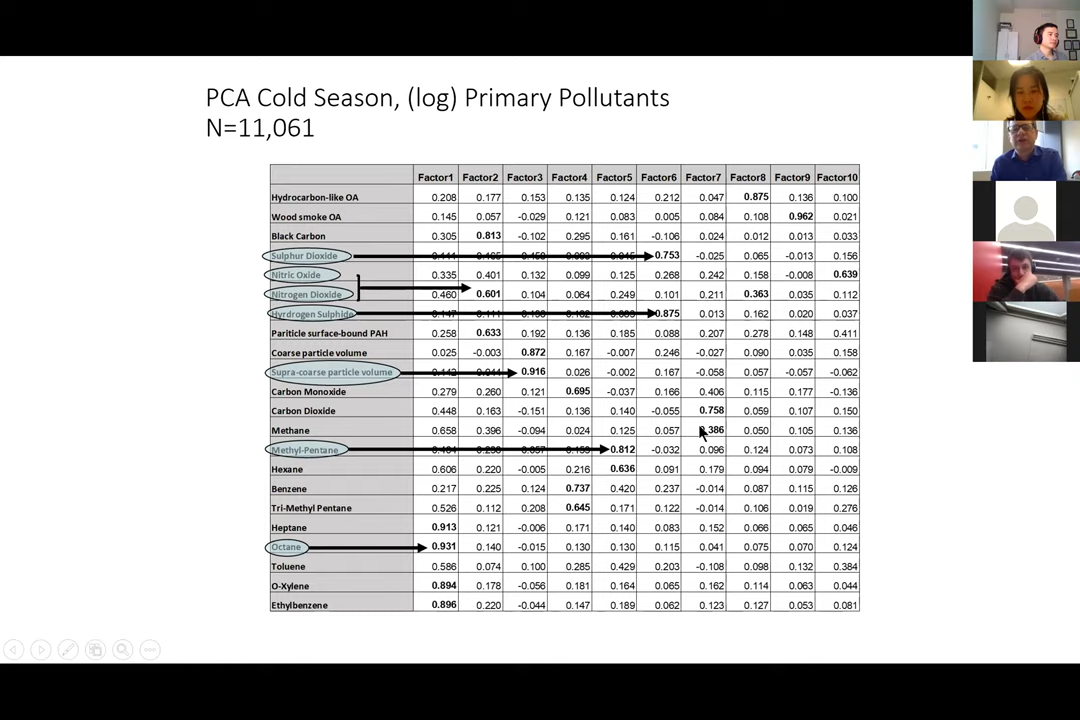 PCA Cold Season, (log) Primary Pollutants
N=11,061
Factor1 Factor2 Factor3 Factor4 Factor5 Factor6 Factor7 Factor8 Factor9 Factor10
Hydrocarbon-like OA 0.208 0.177 0.153 0.135 0.124 0.212 0.047 0.875 0.136 0.100
Wood smoke OA 0.145 0.057 -0.029 0.121 0.083 0.005 0.084 0.108 0.962 0.021
Black Carbon 0.305 0.813 -0.102 0.295 0.161 -0.106 0.024 0.012 0.013 0.033
Sulphur Dioxide 0.753 -0.025 0.065 -0.013 0.156
Nitric Oxide 0.335 0.401 0.132 0.099 0.125 0.268 0.242 0.158 -0.008 0.639
Nitrogen Dioxide 0.460 0.601 0.104 0.064 0.249 0.101 0.211 0.363 0.035 0.112
Hyrdrogen Sulphide 0.875 0.013 0.162 0.020 0.037
Pariticle surface-bound PAH 0.258 0.633 0.192 0.136 0.185 0.088 0.207 0.278 0.148 0.411
Coarse particle volume 0.025 -0.003 0.872 0.167 -0.007 0.246 -0.027 0.090 0.035 0.158
Supra-coarse particle volume 0.916 0.026 -0.002 0.167 -0.058 0.057 -0.057 -0.062
Carbon Monoxide 0.279 0.260 0.121 0.695 -0.037 0.166 0.406 0.115 0.177 -0.136
Carbon Dioxide 0.448 0.163 -0.151 0.136 0.140 -0.055 0.758 0.059 0.107 0.150
Methane 0.658 0.396 -0.094 0.024 0.125 0.057 0.386 0.050 0.105 0.136
Methyl-Pentane 0.812 -0.032 0.096 0.124 0.073 0.108
Hexane 0.606 0.220 -0.005 0.216 0.636 0.091 0.179 0.094 0.079 -0.009
Benzene 0.217 0.225 0.124 0.737 0.420 0.237 -0.014 0.087 0.115 0.126
Tri-Methyl Pentane 0.526 0.112 0.208 0.645 0.171 0.122 -0.014 0.106 0.019 0.276
Heptane 0.913 0.121 -0.006 0.171 0.140 0.083 0.152 0.066 0.065 0.046
Octane 0.931 0.140 -0.015 0.130 0.130 0.115 0.041 0.075 0.070 0.124
Toluene 0.586 0.074 0.100 0.285 0.429 0.203 -0.108 0.098 0.132 0.384
O-Xylene 0.894 0.178 -0.056 0.181 0.164 0.065 0.162 0.114 0.063 0.044
Ethylbenzene 0.896 0.220 -0.044 0.147 0.189 0.062 0.123 0.127 0.053 0.081